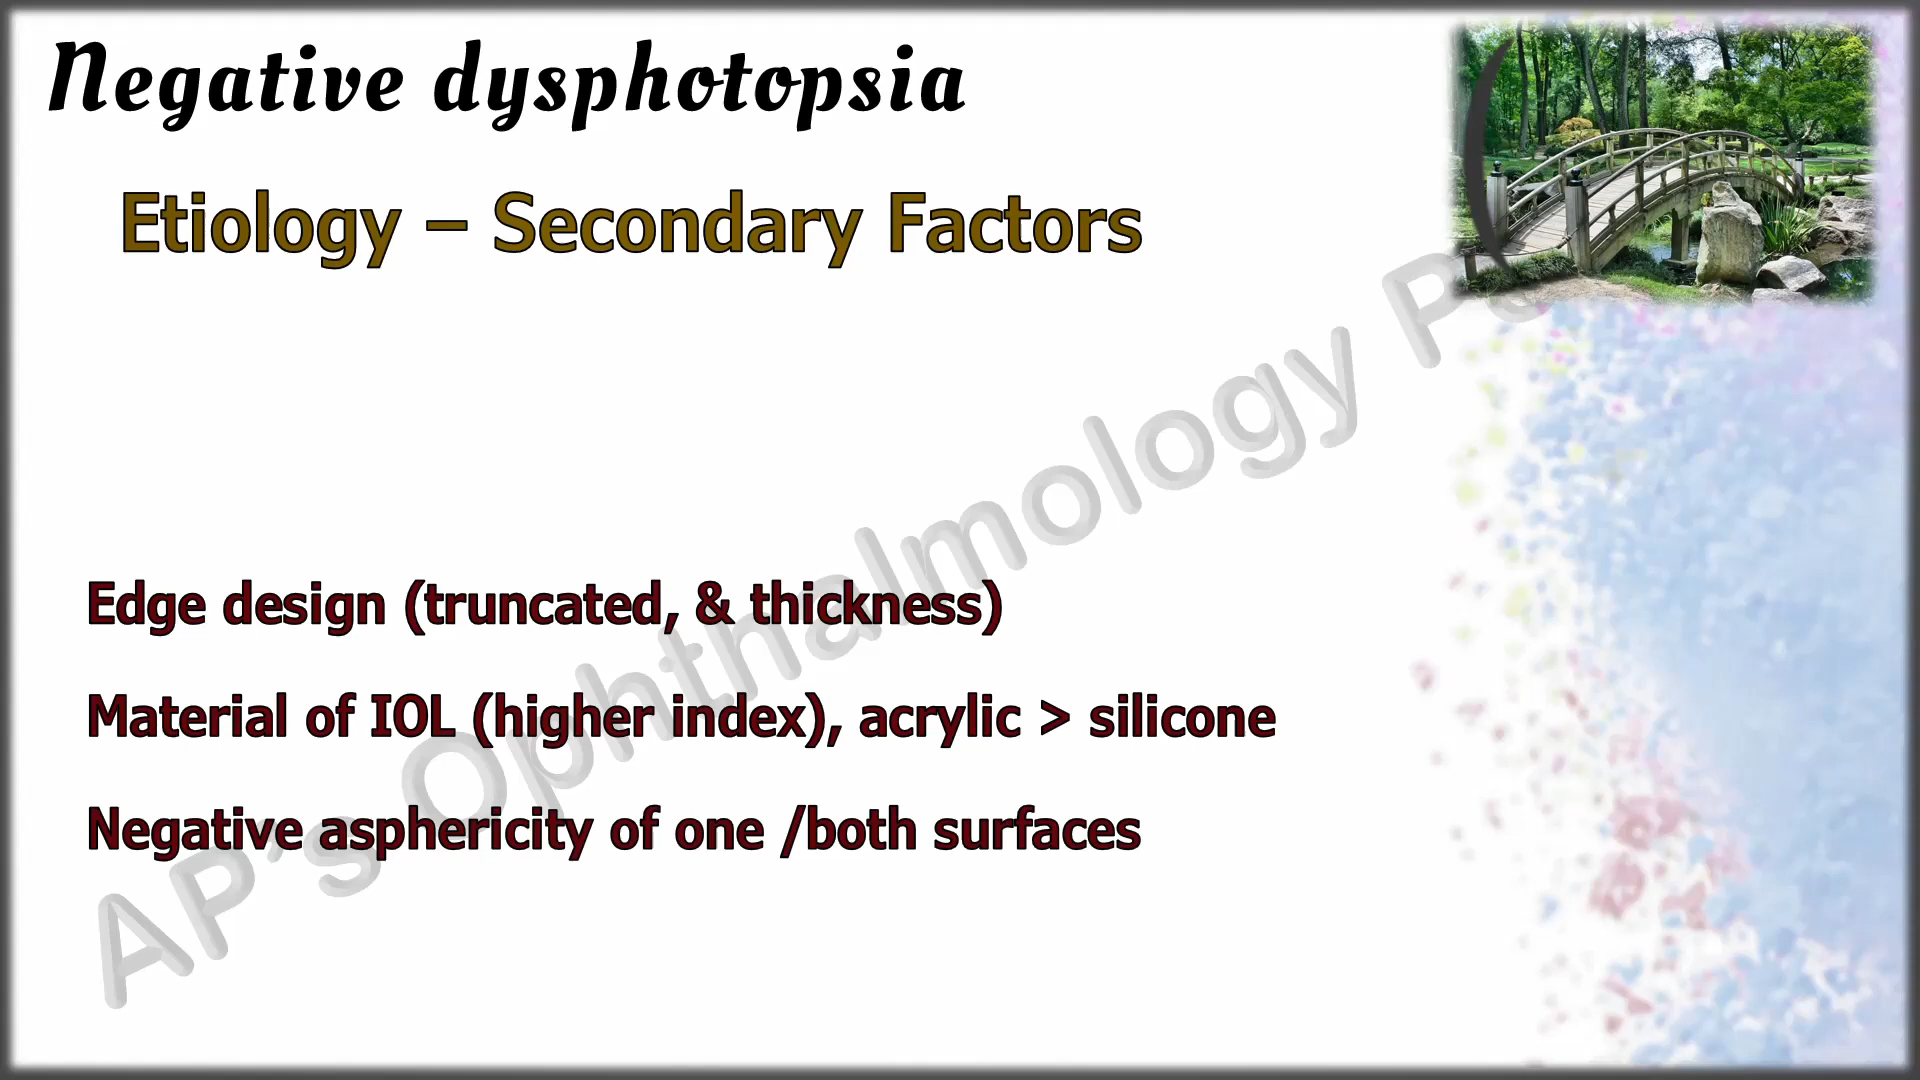 Negative dysphotopsia
Etiology – Secondary Factors
Edge design (truncated, & thickness)
Material of IOL (higher index), acrylic > silicone
Negative asphericity of one /both surfaces
AP's Ophthalmology